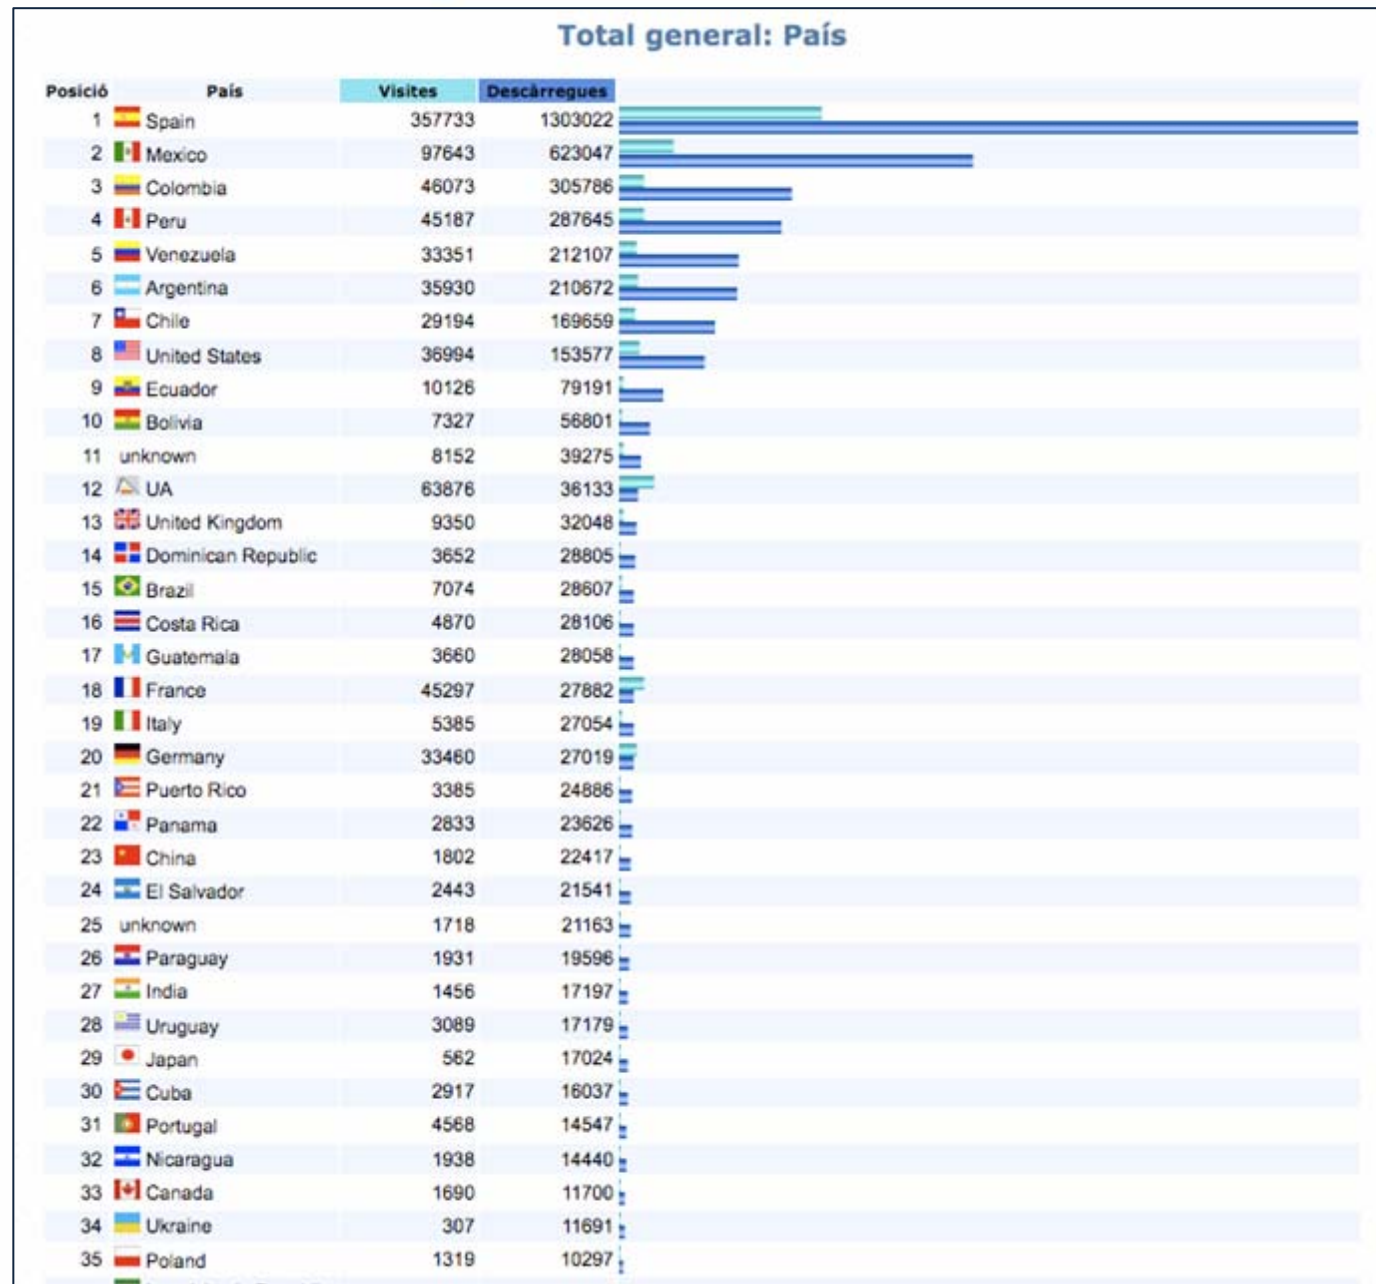 Total general: País
Posició País Visites Descàrregues
1 Spain 357733 1303022
2 Mexico 97643 623047
3 Colombia 46073 305786
4 Peru 45187 287645
5 Venezuela 33351 212107
6 Argentina 35930 210672
7 Chile 29194 169659
8 United States 36994 153577
9 Ecuador 10126 79191
10 Bolivia 7327 56801
11 unknown 8152 39275
12 UA 63876 36133
13 United Kingdom 9350 32048
14 Dominican Republic 3652 28805
15 Brazil 7074 28607
16 Costa Rica 4870 28106
17 Guatemala 3660 28058
18 France 45297 27882
19 Italy 5385 27054
20 Germany 33460 27019
21 Puerto Rico 3385 24886
22 Panama 2833 23626
23 China 1802 22417
24 El Salvador 2443 21541
25 unknown 1718 21163
26 Paraguay 1931 19596
27 India 1456 17197
28 Uruguay 3089 17179
29 Japan 562 17024
30 Cuba 2917 16037
31 Portugal 4568 14547
32 Nicaragua 1938 14440
33 Canada 1690 11700
34 Ukraine 307 11691
35 Poland 1319 10297